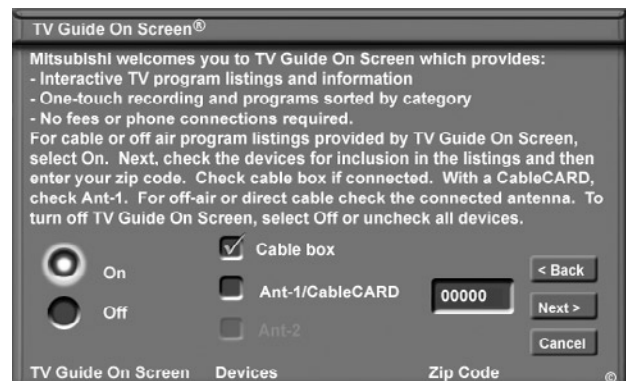 TV Guide On Screen®
Mitsubishi welcomes you to TV Guide On Screen which provides:
- Interactive TV program listings and information
- One-touch recording and programs sorted by category
- No fees or phone connections required.
For cable or off air program listings provided by TV Guide On Screen,
select On. Next, check the devices for inclusion in the listings and then
enter your zip code. Check cable box if connected. With a CableCARD,
check Ant-1. For off-air or direct cable check the connected antenna. To
turn off TV Guide On Screen, select Off or uncheck all devices.
On
Off
Cable box
Ant-1/CableCARD
Ant-2
00000
< Back
Next >
Cancel
TV Guide On Screen Devices Zip Code ©